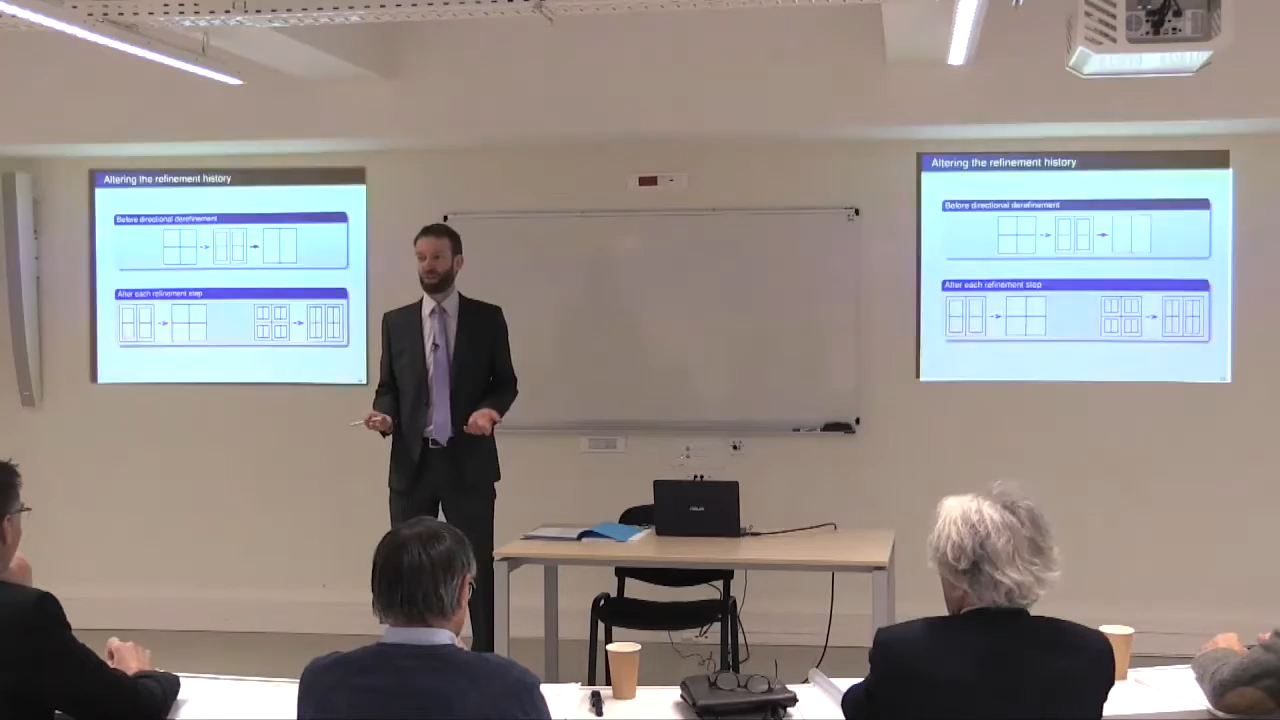 Altering the refinement history
Before directional derefinement
After each refinement step
Altering the refinement history
Before directional derefinement
After each refinement step
ASUS